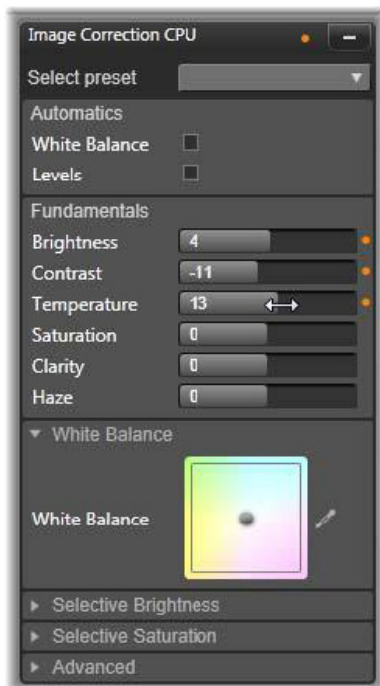 Image Correction CPU
Select preset
Automatics
White Balance
Levels
Fundamentals
Brightness 4
Contrast -11
Temperature 13
Saturation 0
Clarity 0
Haze 0
White Balance
White Balance
Selective Brightness
Selective Saturation
Advanced